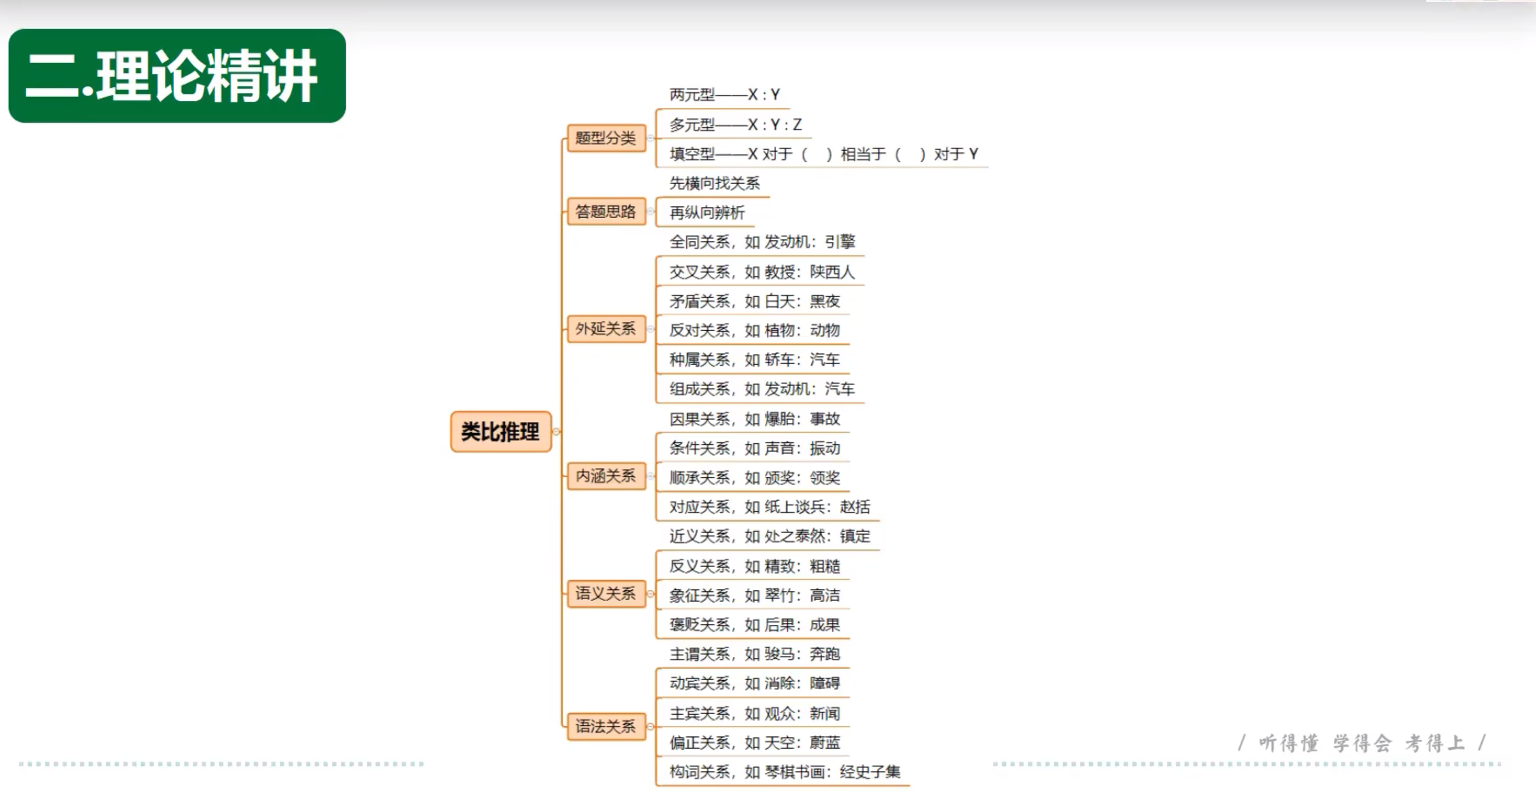 二.理论精讲
类比推理
题型分类
两元型——X : Y
多元型——X : Y : Z
填空型——X 对于（ ）相当于（ ）对于 Y
答题思路
先横向找关系
再纵向辨析
外延关系
全同关系，如 发动机：引擎
交叉关系，如 教授：陕西人
矛盾关系，如 白天：黑夜
反对关系，如 植物：动物
种属关系，如 轿车：汽车
组成关系，如 发动机：汽车
内涵关系
因果关系，如 爆胎：事故
条件关系，如 声音：振动
顺承关系，如 颁奖：领奖
对应关系，如 纸上谈兵：赵括
语义关系
近义关系，如 处之泰然：镇定
反义关系，如 精致：粗糙
象征关系，如 翠竹：高洁
褒贬关系，如 后果：成果
语法关系
主谓关系，如 骏马：奔跑
动宾关系，如 消除：障碍
主宾关系，如 观众：新闻
偏正关系，如 天空：蔚蓝
构词关系，如 琴棋书画：经史子集
/ 听得懂 学得会 考得上 /